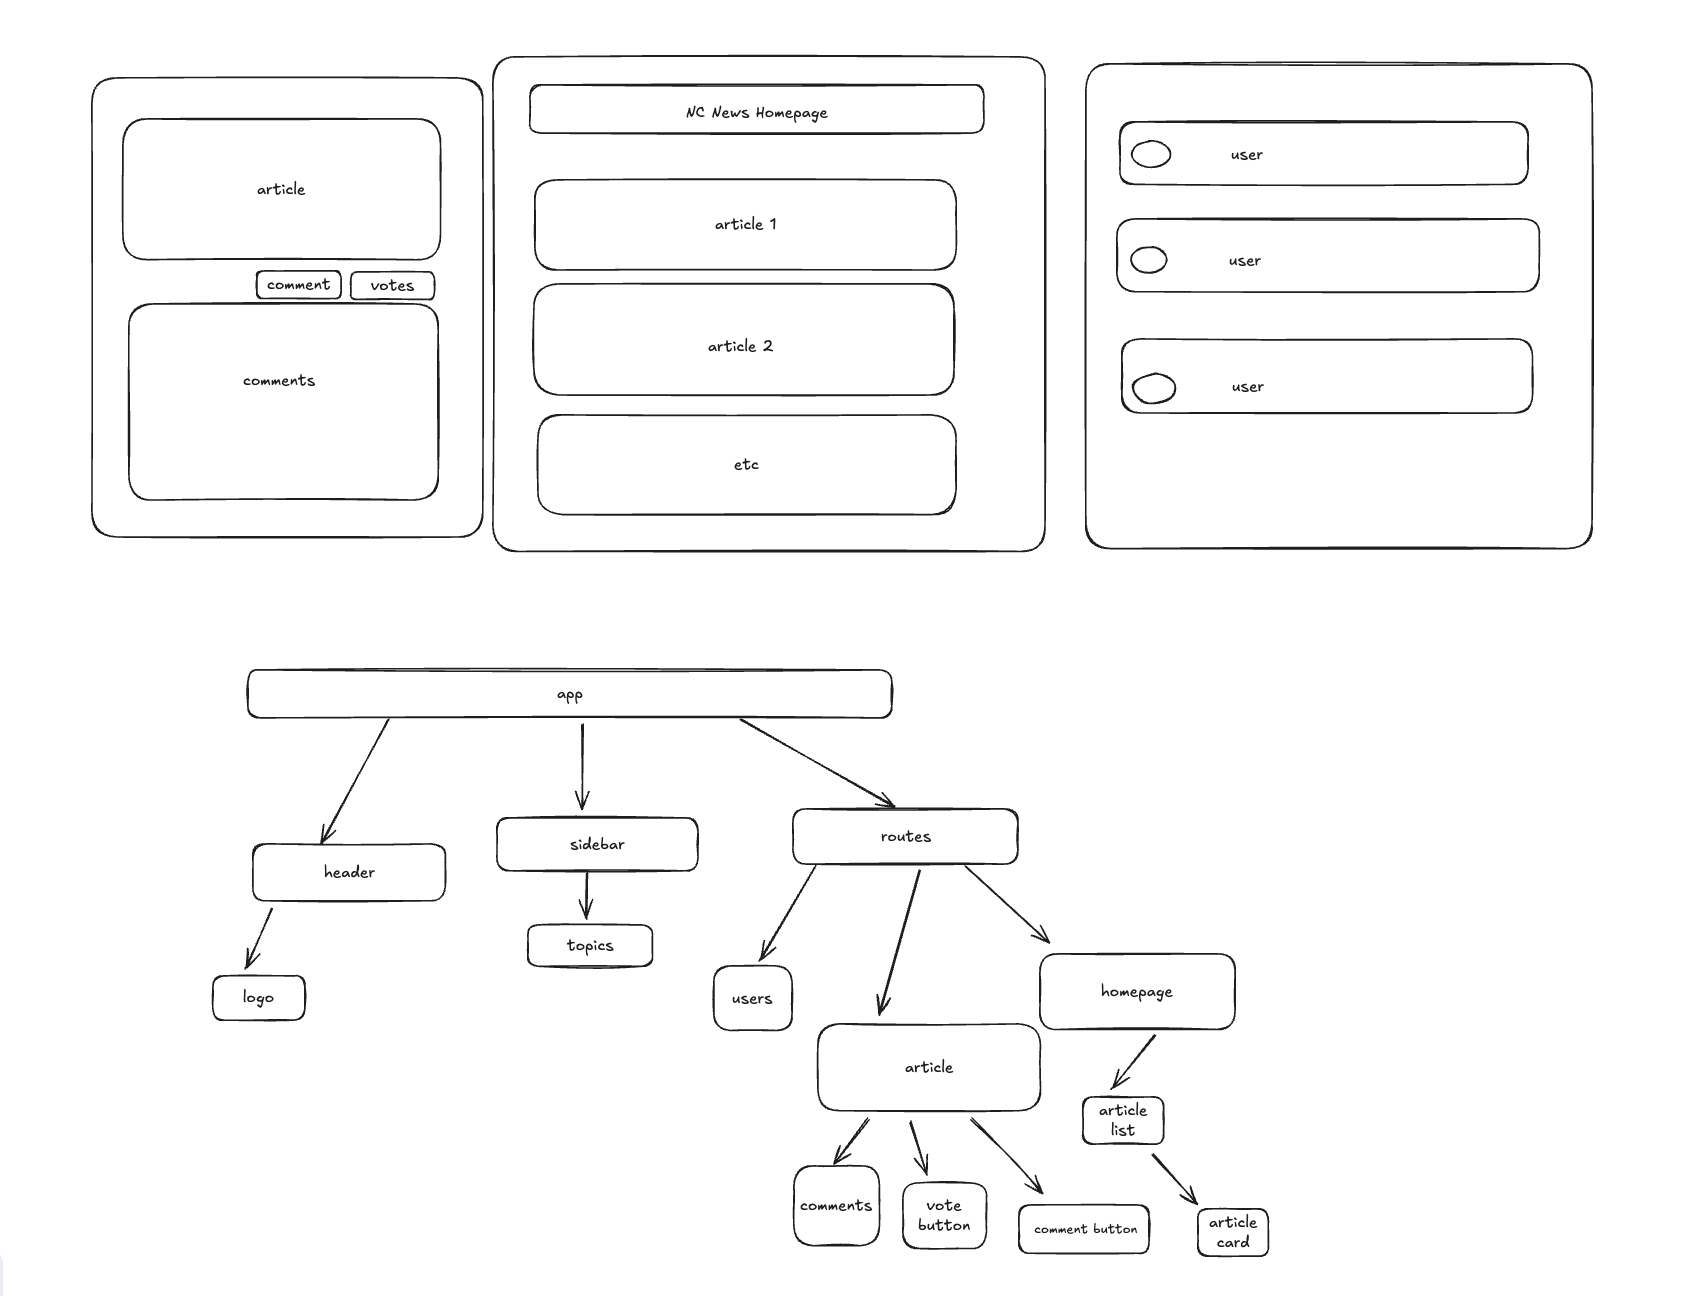 article
comment
votes
comments
NC News Homepage
article 1
article 2
etc
user
user
user
app
header
sidebar
routes
logo
topics
users
article
homepage
comments
vote
button
comment button
article
list
article
card